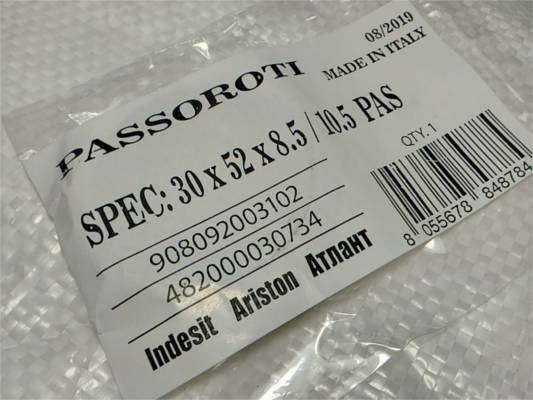 08/2019
MADE IN ITALY
PASSOROTI
SPEC: 30 x 52 x 8.5 / 10.5 PAS
QTY. 1
908092003102
482000030734
8 055678 848784
Indesit Ariston Атлант